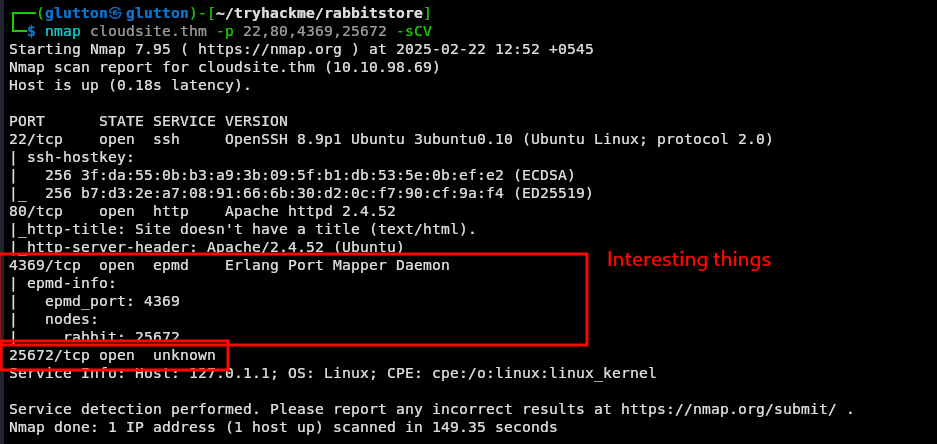 ┌──(glutton㉿glutton)-[~/tryhackme/rabbitstore]
└─$ nmap cloudsite.thm -p 22,80,4369,25672 -sCV
Starting Nmap 7.95 ( https://nmap.org ) at 2025-02-22 12:52 +0545
Nmap scan report for cloudsite.thm (10.10.98.69)
Host is up (0.18s latency).
PORT      STATE SERVICE VERSION
22/tcp    open  ssh     OpenSSH 8.9p1 Ubuntu 3ubuntu0.10 (Ubuntu Linux; protocol 2.0)
| ssh-hostkey:
|   256 3f:da:55:0b:b3:a9:3b:09:5f:b1:db:53:5e:0b:ef:e2 (ECDSA)
|_  256 b7:d3:2e:a7:08:91:66:6b:30:d2:0c:f7:90:cf:9a:f4 (ED25519)
80/tcp    open  http    Apache httpd 2.4.52
|_http-title: Site doesn't have a title (text/html).
|_http-server-header: Apache/2.4.52 (Ubuntu)
4369/tcp  open  epmd    Erlang Port Mapper Daemon
Interesting things
| epmd-info:
|   epmd_port: 4369
|   nodes:
|_    rabbit: 25672
25672/tcp open  unknown
Service Info: Host: 127.0.1.1; OS: Linux; CPE: cpe:/o:linux:linux_kernel
Service detection performed. Please report any incorrect results at https://nmap.org/submit/ .
Nmap done: 1 IP address (1 host up) scanned in 149.35 seconds